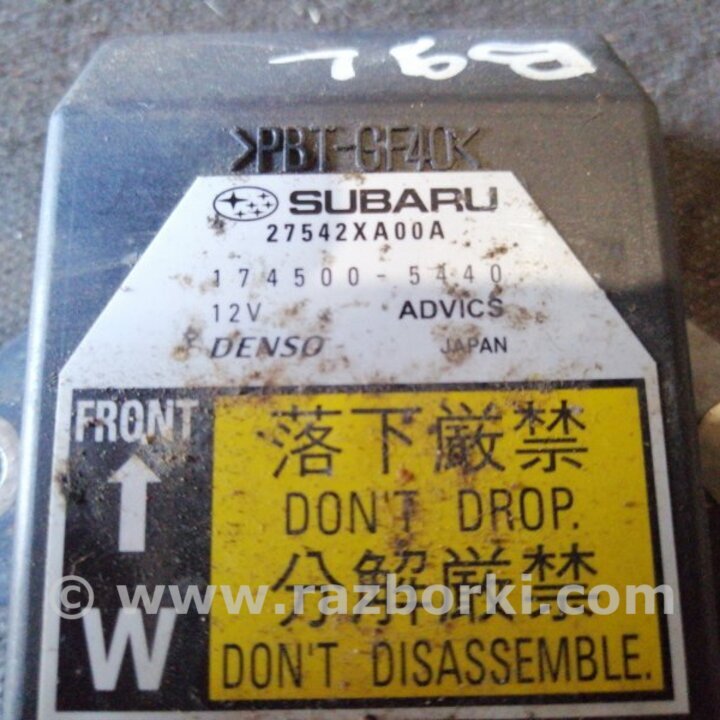 >PBT-GF40<
SUBARU
27542XA00A
174500-5440
12V ADVICS
DENSO JAPAN
FRONT
落下厳禁
DON'T DROP.
分解厳禁
© www.razborki.com
W
DON'T DISASSEMBLE.